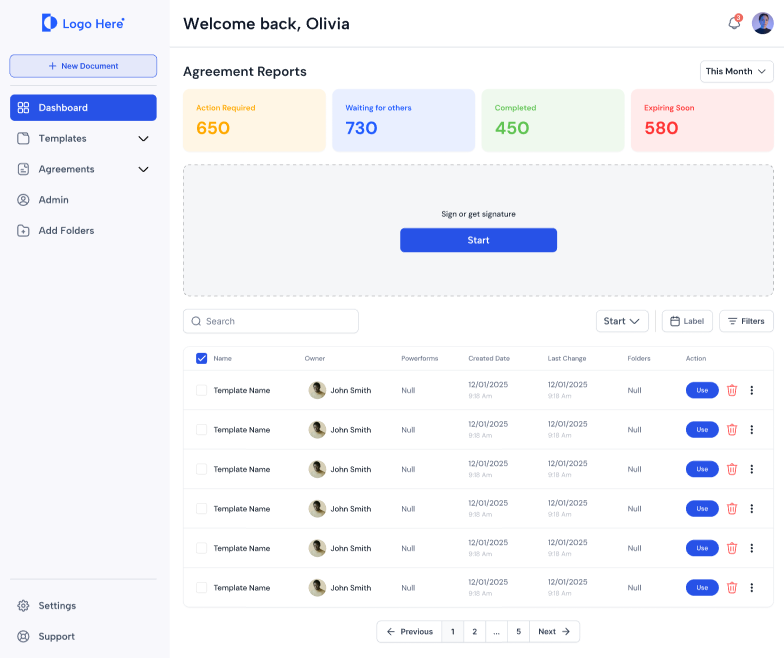 Logo Here
Welcome back, Olivia
3
New Document
Dashboard
Templates
Agreements
Admin
Add Folders
Settings
Support
Agreement Reports
This Month
Action Required
650
Waiting for others
730
Completed
450
Expiring Soon
580
Sign or get signature
Start
Search
Start
Label
Filters
Name Owner Powerforms Created Date Last Change Folders Action
Template Name John Smith Null 12/01/2025 12/01/2025 Null Use
9:18 Am 9:18 Am
Template Name John Smith Null 12/01/2025 12/01/2025 Null Use
9:18 Am 9:18 Am
Template Name John Smith Null 12/01/2025 12/01/2025 Null Use
9:18 Am 9:18 Am
Template Name John Smith Null 12/01/2025 12/01/2025 Null Use
9:18 Am 9:18 Am
Template Name John Smith Null 12/01/2025 12/01/2025 Null Use
9:18 Am 9:18 Am
Template Name John Smith Null 12/01/2025 12/01/2025 Null Use
9:18 Am 9:18 Am
Previous 1 2 ... 5 Next